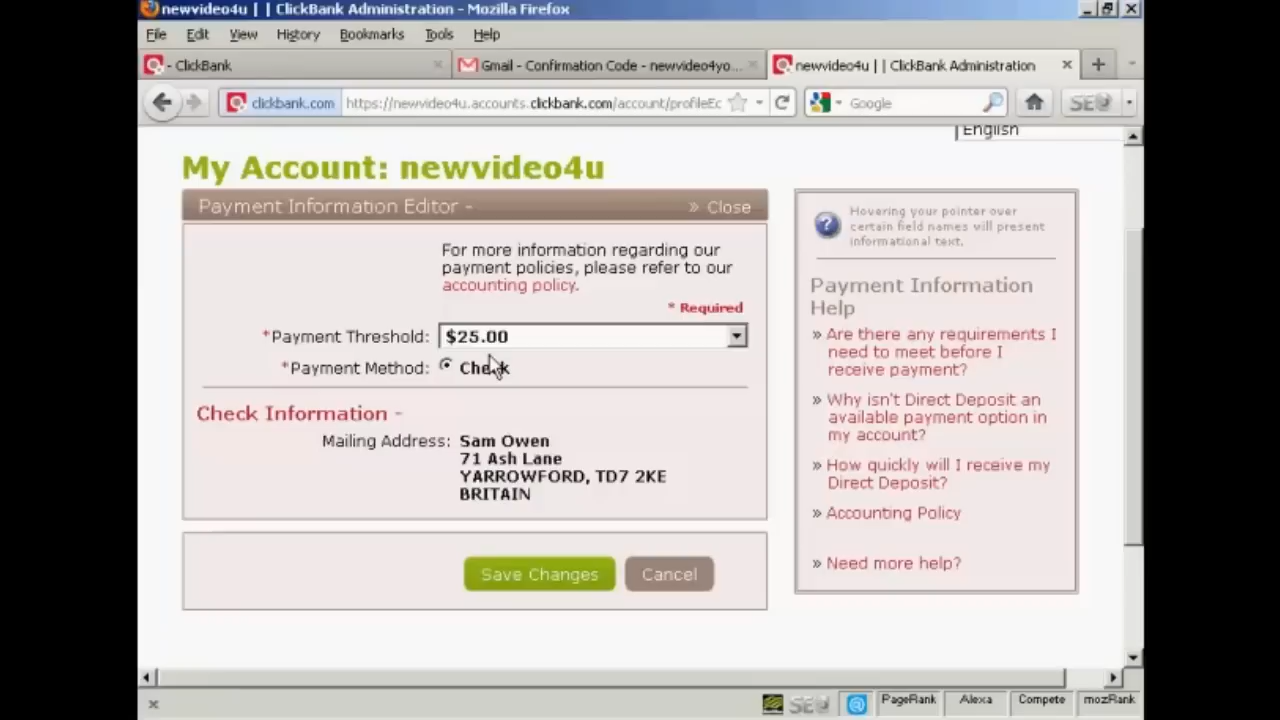 newvideo4u | | ClickBank Administration - Mozilla Firefox
File Edit View History Bookmarks Tools Help
- ClickBank
Gmail - Confirmation Code - newvideo4yo...
newvideo4u | | ClickBank Administration
clickbank.com
https://newvideo4u.accounts.clickbank.com/account/profileEc
Google
SEO
English
My Account: newvideo4u
Payment Information Editor -
» Close
For more information regarding our
payment policies, please refer to our
accounting policy.
* Required
*Payment Threshold: $25.00
*Payment Method: Check
Check Information -
Mailing Address: Sam Owen
71 Ash Lane
YARROWFORD, TD7 2KE
BRITAIN
Save Changes
Cancel
Hovering your pointer over
certain field names will present
informational text.
Payment Information
Help
» Are there any requirements I
need to meet before I
receive payment?
» Why isn't Direct Deposit an
available payment option in
my account?
» How quickly will I receive my
Direct Deposit?
» Accounting Policy
» Need more help?
SEO
PageRank
Alexa
Compete
mozRank